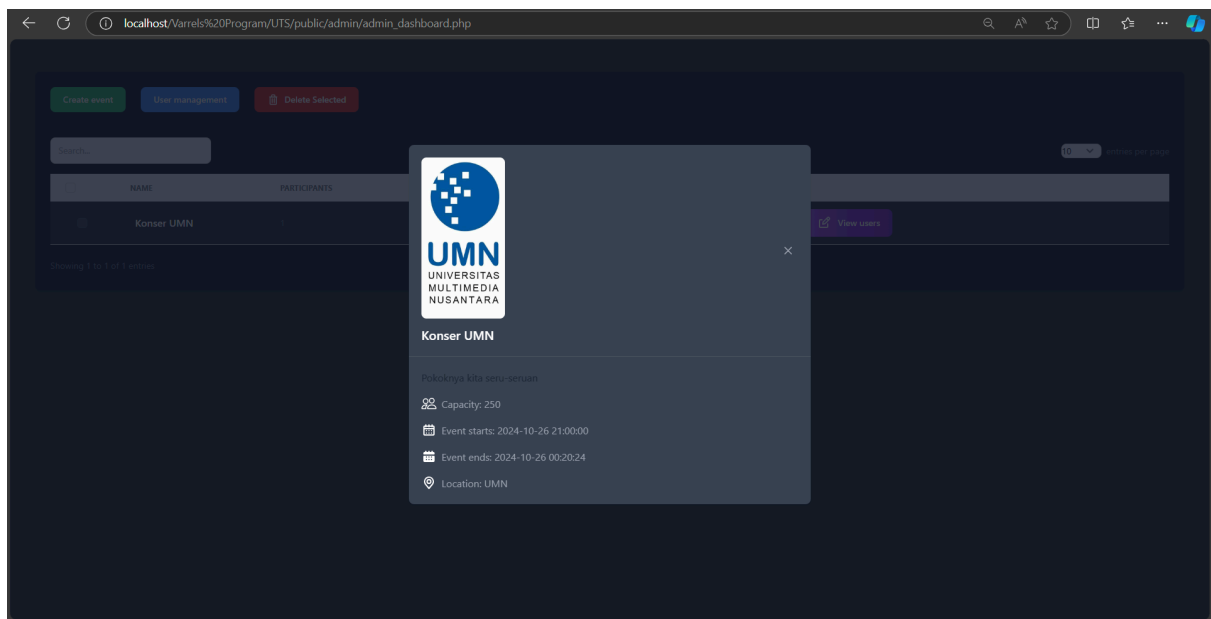 localhost/Varrels%20Program/UTS/public/admin/admin_dashboard.php
Create event
User management
Delete Selected
Search...
10
entries per page
NAME
PARTICIPANTS
Konser UMN
View users
Showing 1 to 1 of 1 entries
UMN
UNIVERSITAS
MULTIMEDIA
NUSANTARA
Konser UMN
Pokoknya kita seru-seruan
Capacity: 250
Event starts: 2024-10-26 21:00:00
Event ends: 2024-10-26 00:20:24
Location: UMN